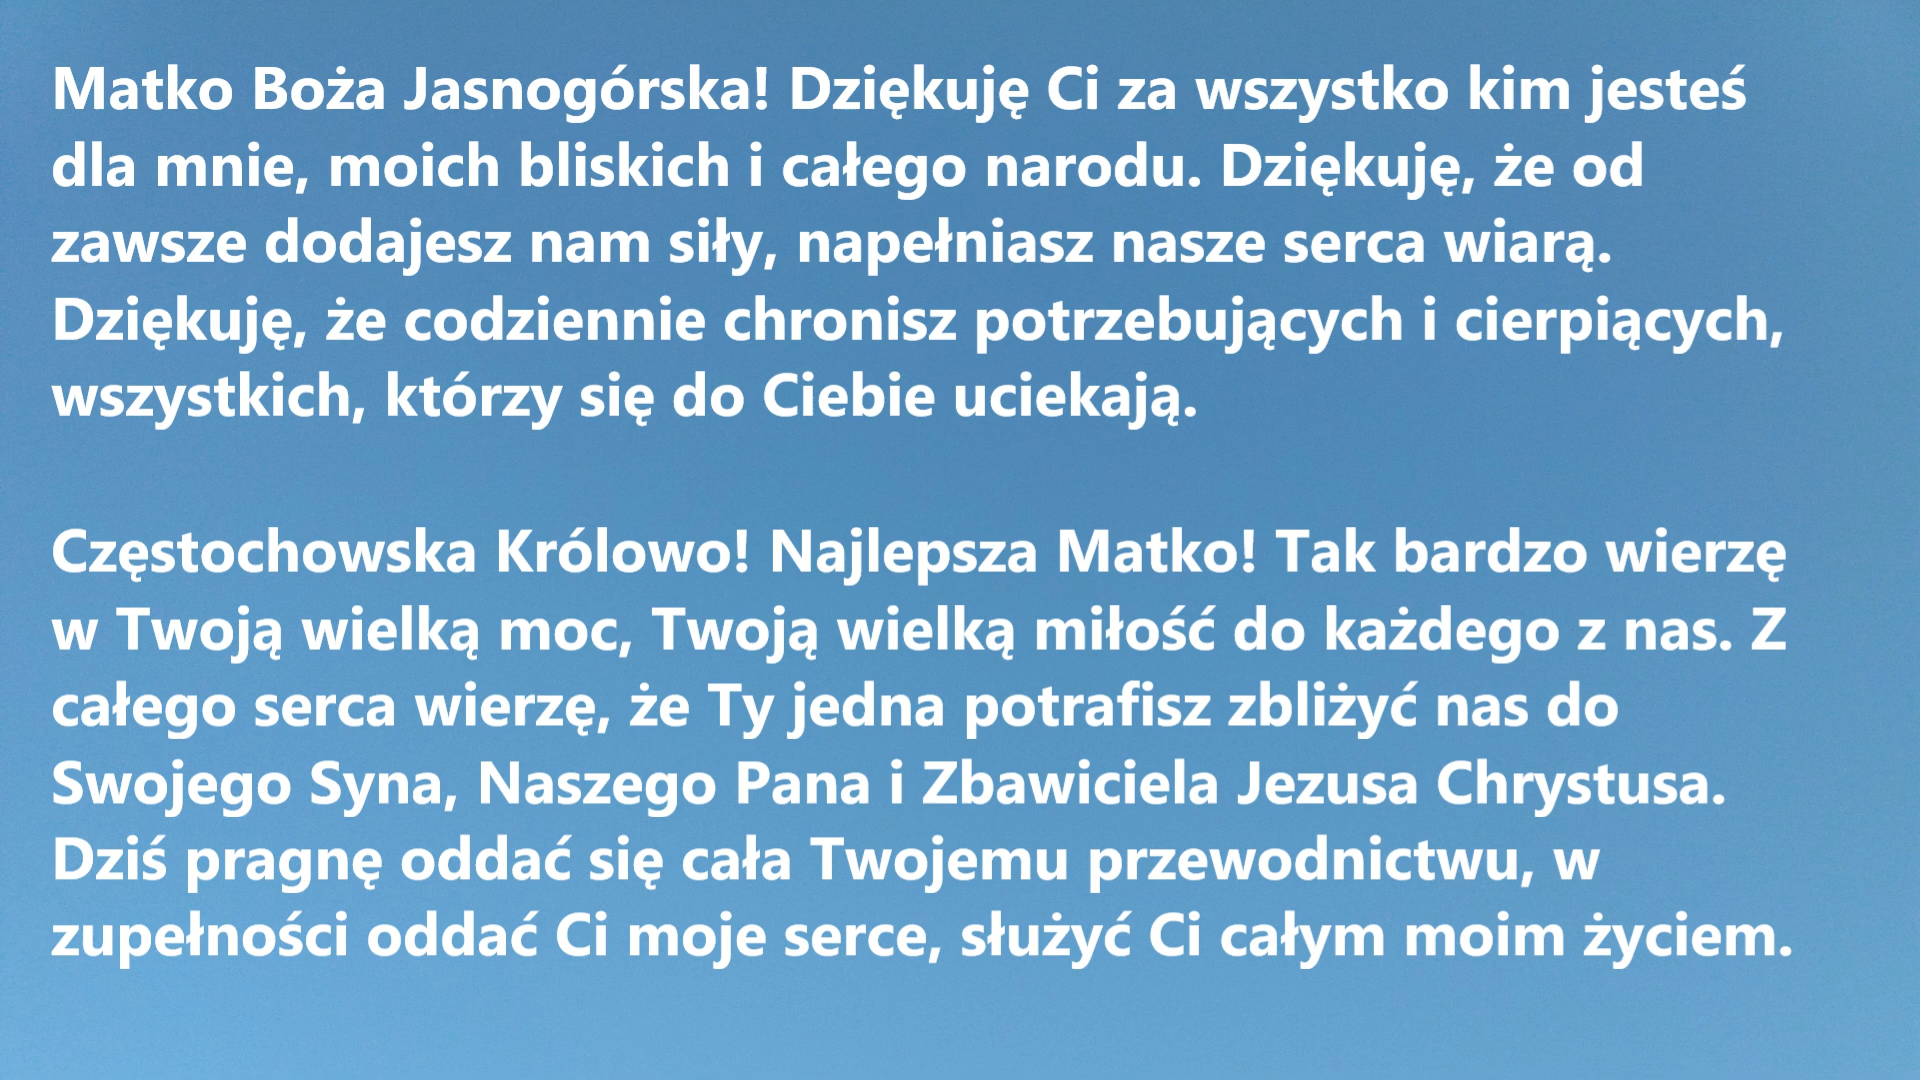 Matko Boża Jasnogórska! Dziękuję Ci za wszystko kim jesteś
dla mnie, moich bliskich i całego narodu. Dziękuję, że od
zawsze dodajesz nam siły, napełniasz nasze serca wiarą.
Dziękuję, że codziennie chronisz potrzebujących i cierpiących,
wszystkich, którzy się do Ciebie uciekają.
Częstochowska Królowo! Najlepsza Matko! Tak bardzo wierzę
w Twoją wielką moc, Twoją wielką miłość do każdego z nas. Z
całego serca wierzę, że Ty jedna potrafisz zbliżyć nas do
Swojego Syna, Naszego Pana i Zbawiciela Jezusa Chrystusa.
Dziś pragnę oddać się cała Twojemu przewodnictwu, w
zupełności oddać Ci moje serce, służyć Ci całym moim życiem.